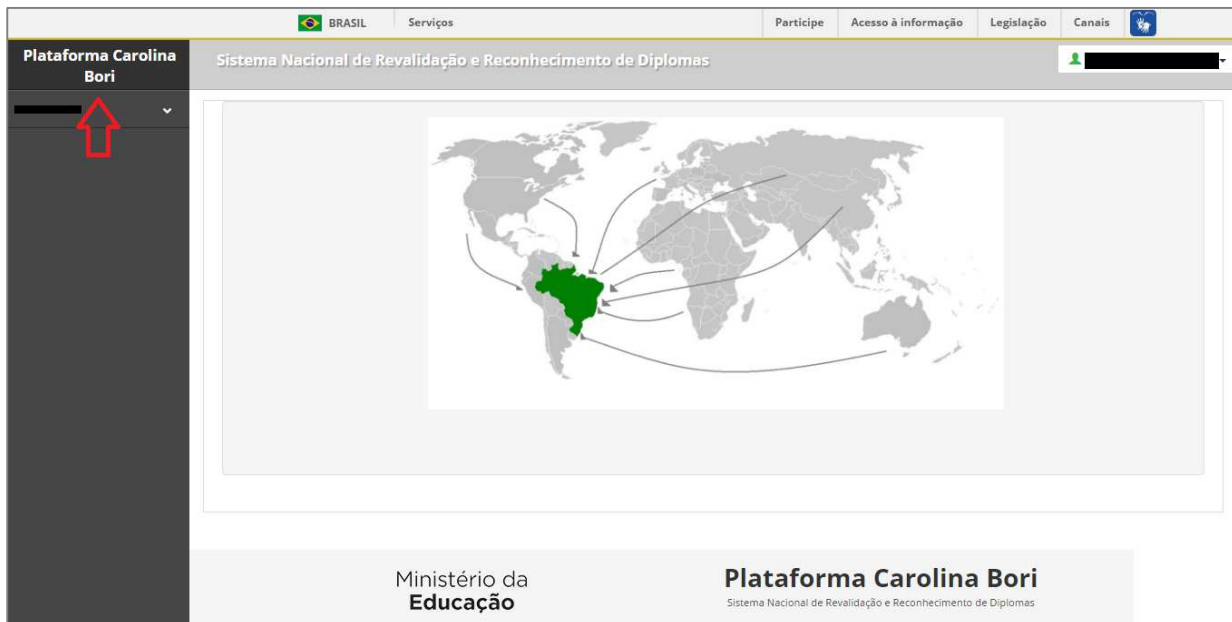 BRASIL Serviços Participe Acesso à informação Legislação Canais
Plataforma Carolina
Bori
Sistema Nacional de Revalidação e Reconhecimento de Diplomas
Ministério da
Educação
Plataforma Carolina Bori
Sistema Nacional de Revalidação e Reconhecimento de Diplomas